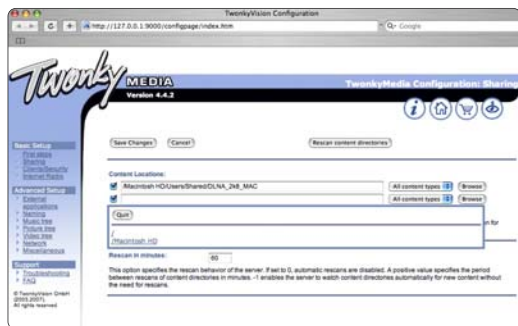 TwonkyVision Configuration
http://127.0.0.1:9000/configpage/index.htm
Google
Twonky MEDIA
Version 4.4.2
TwonkyMedia Configuration: Sharing
Basic Setup
First steps
Sharing
Clients/Security
Internet Radio
Advanced Setup
External applications
Naming
Music tree
Picture tree
Video tree
Network
Miscellaneous
Support
Troubleshooting
FAQ
© TwonkyVision GmbH
(2003,2007),
All rights reserved
Save Changes
Cancel
Rescan content directories
Content Locations:
/Macintosh HD/Users/Shared/DLNA_2k8_MAC
All content types
Browse
All content types
Browse
Quit
/
/Macintosh HD
on for
Rescan in minutes:
60
This option specifies the rescan behavior of the server. If set to 0, automatic rescans are disabled. A positive value specifies the period
between rescans of content directories in minutes. -1 enables the server to watch content directories automatically for new content without
the need for rescans.